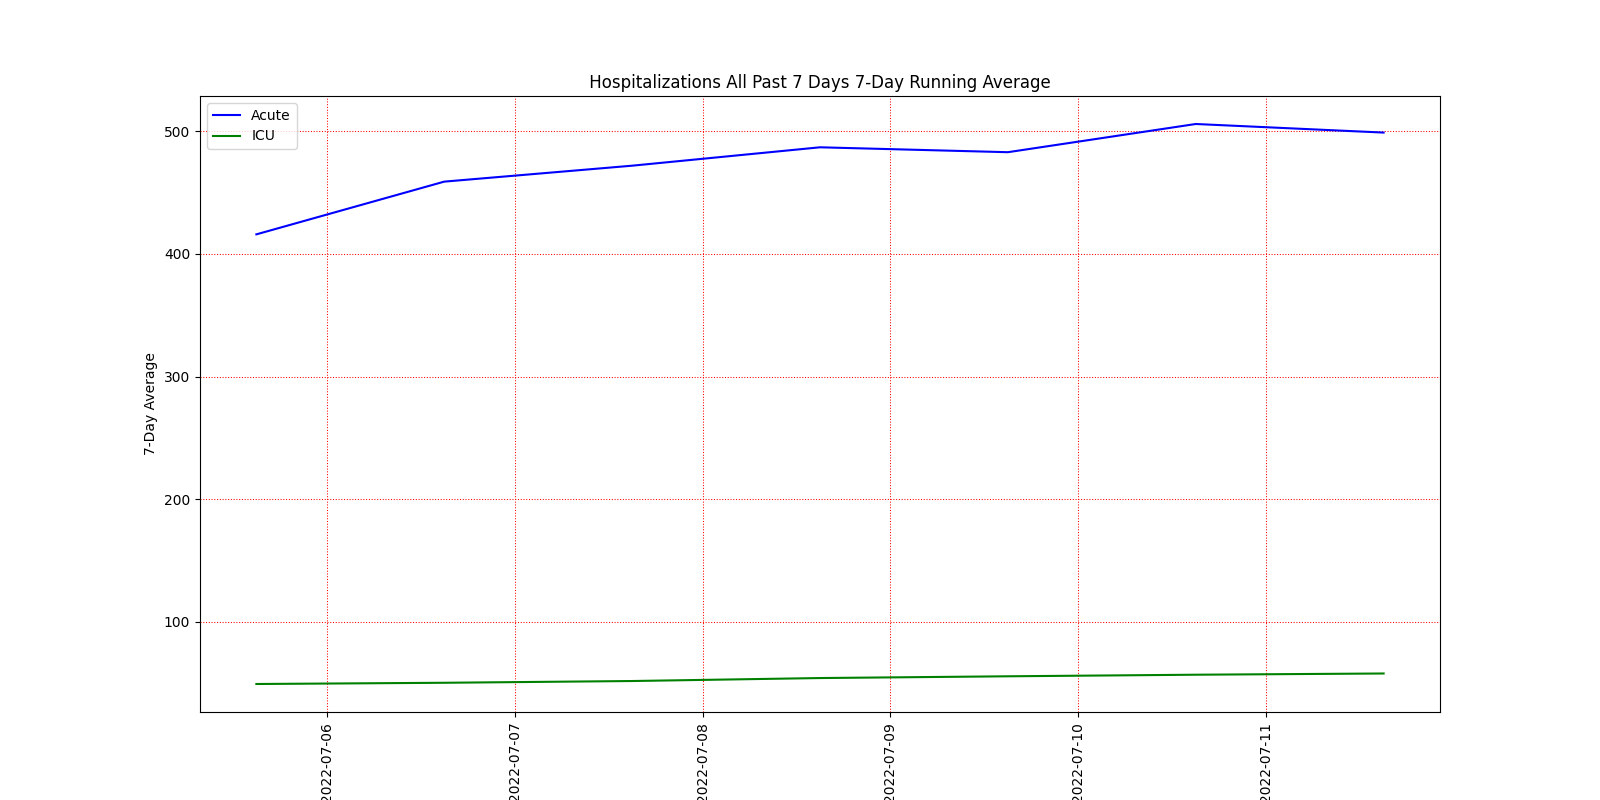 Hospitalizations All Past 7 Days 7-Day Running Average
Acute
ICU
7-Day Average
500
400
300
200
100
2022-07-06
2022-07-07
2022-07-08
2022-07-09
2022-07-10
2022-07-11